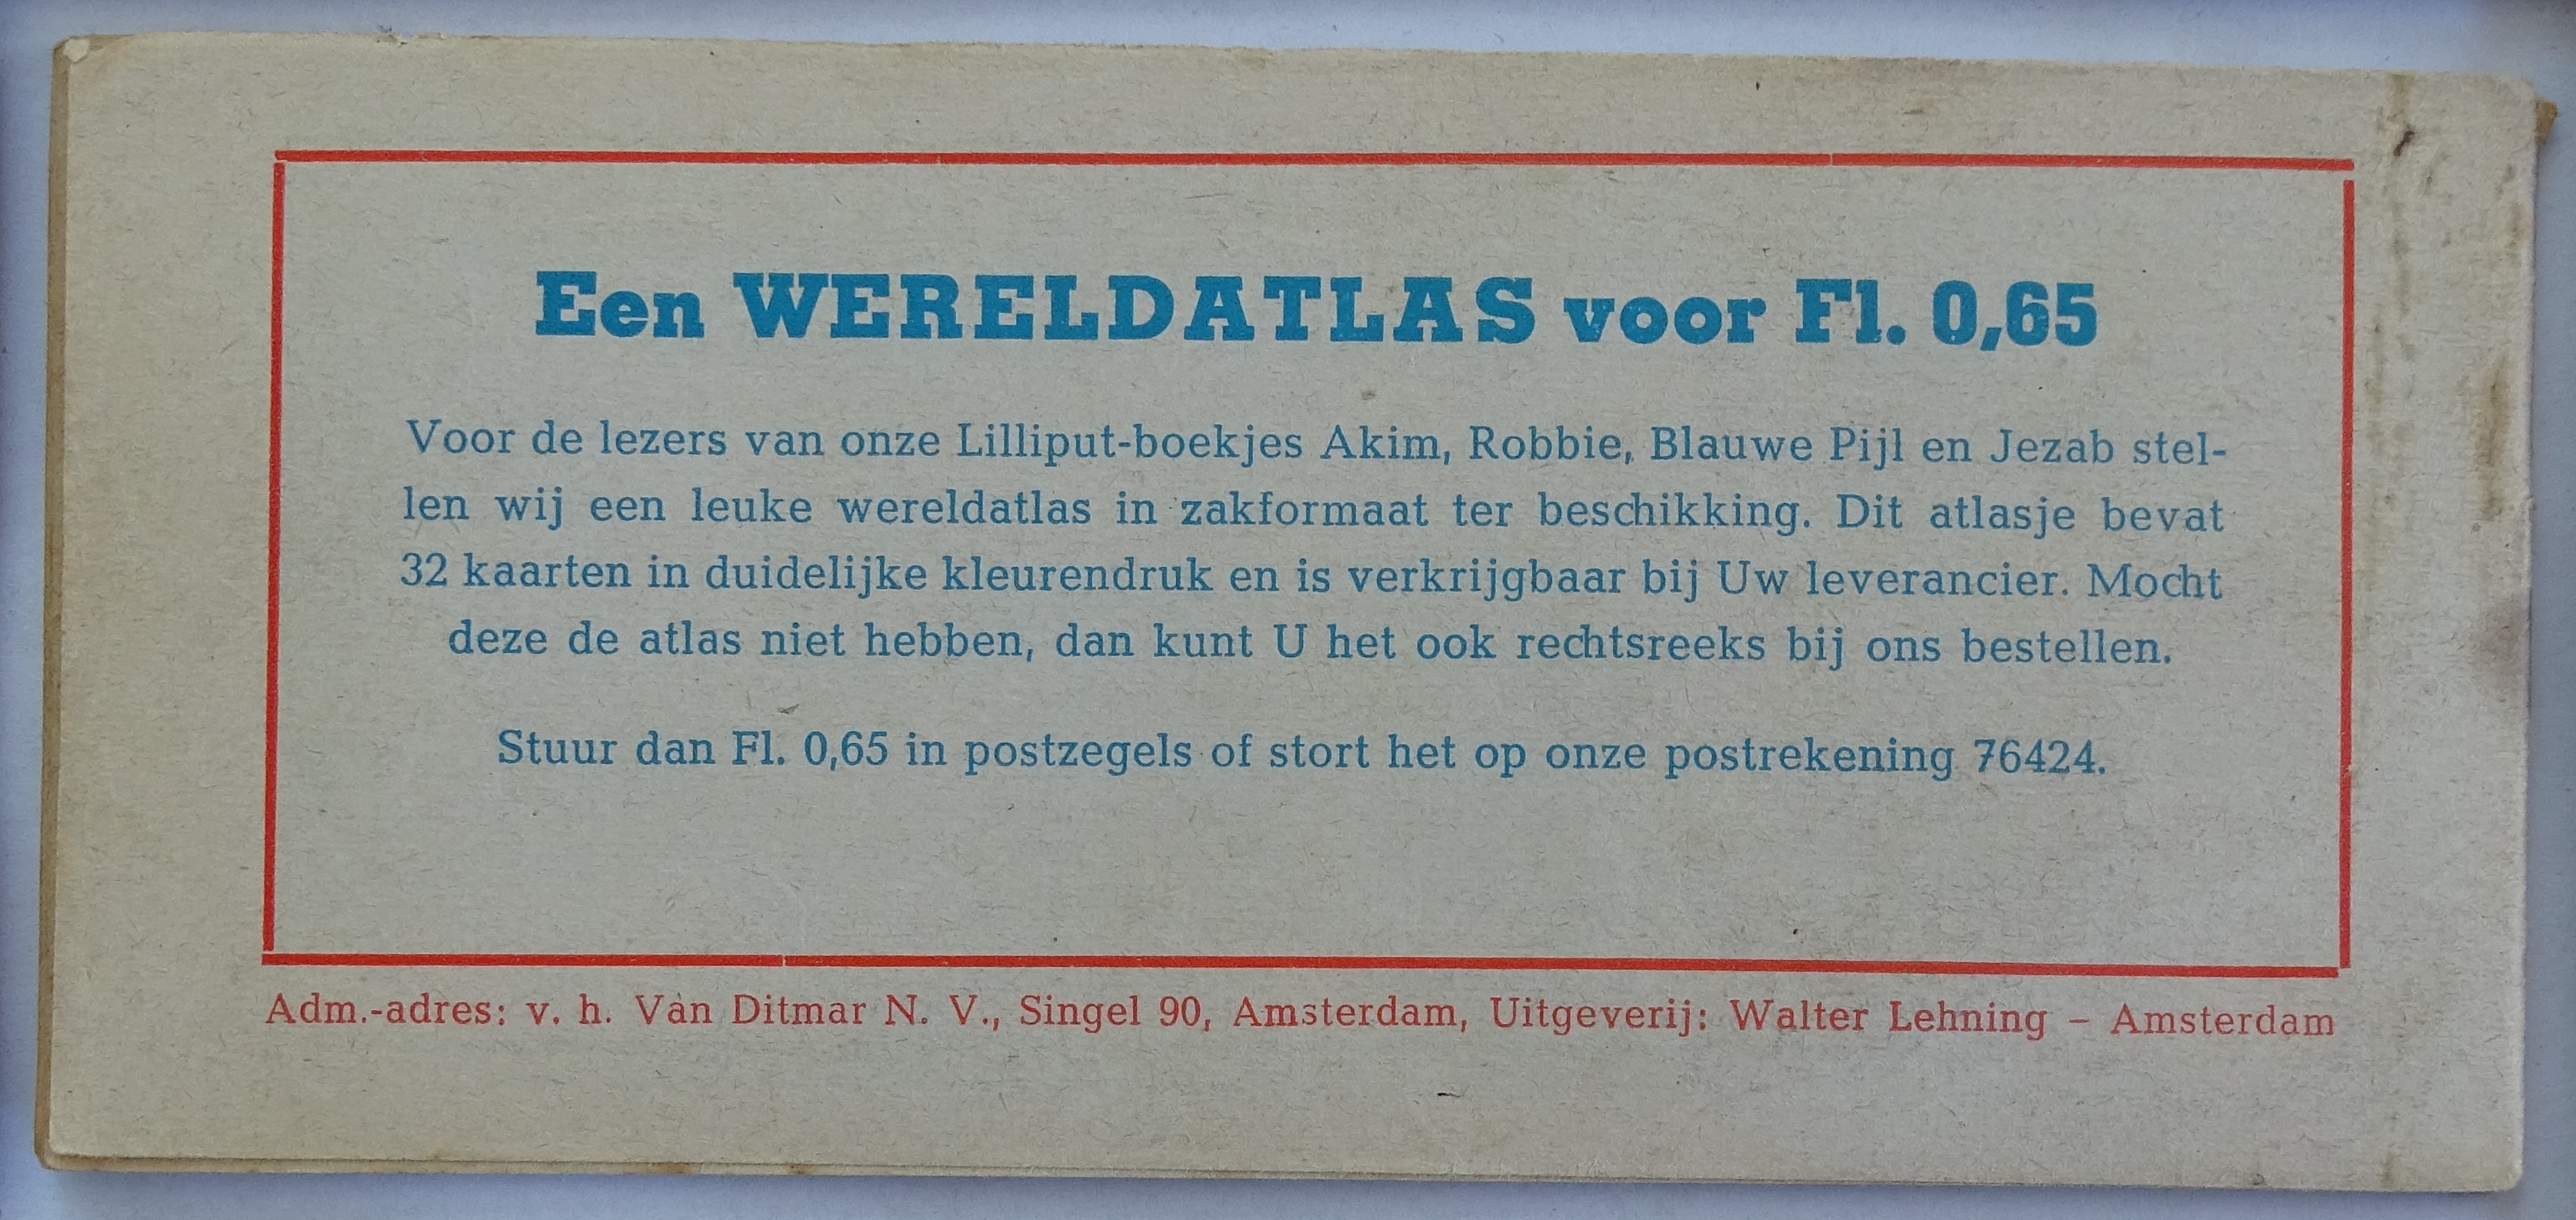 Een WERELDATLAS voor Fl. 0,65
Voor de lezers van onze Lilliput-boekjes Akim, Robbie, Blauwe Pijl en Jezab stel-
len wij een leuke wereldatlas in zakformaat ter beschikking. Dit atlasje bevat
32 kaarten in duidelijke kleurendruk en is verkrijgbaar bij Uw leverancier. Mocht
deze de atlas niet hebben, dan kunt U het ook rechtsreeks bij ons bestellen.
Stuur dan Fl. 0,65 in postzegels of stort het op onze postrekening 76424.
Adm.-adres: v. h. Van Ditmar N. V., Singel 90, Amsterdam, Uitgeverij: Walter Lehning – Amsterdam